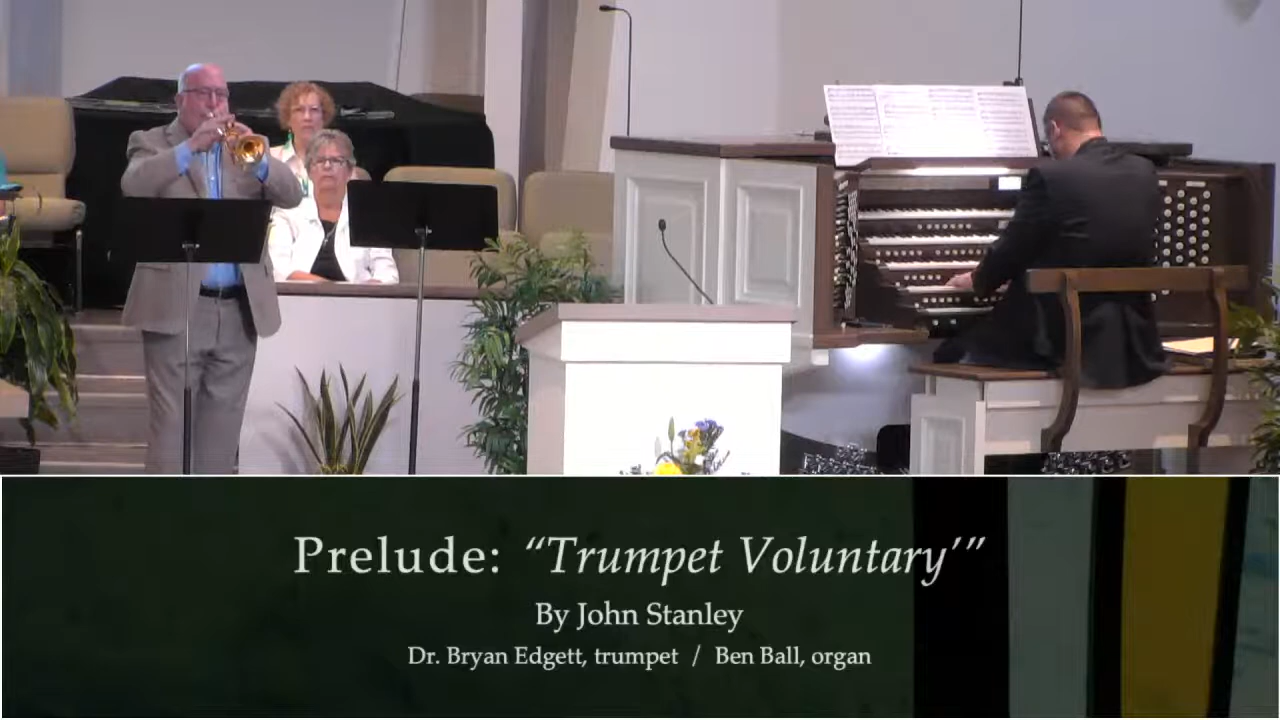 Prelude: “Trumpet Voluntary’”
By John Stanley
Dr. Bryan Edgett, trumpet / Ben Ball, organ